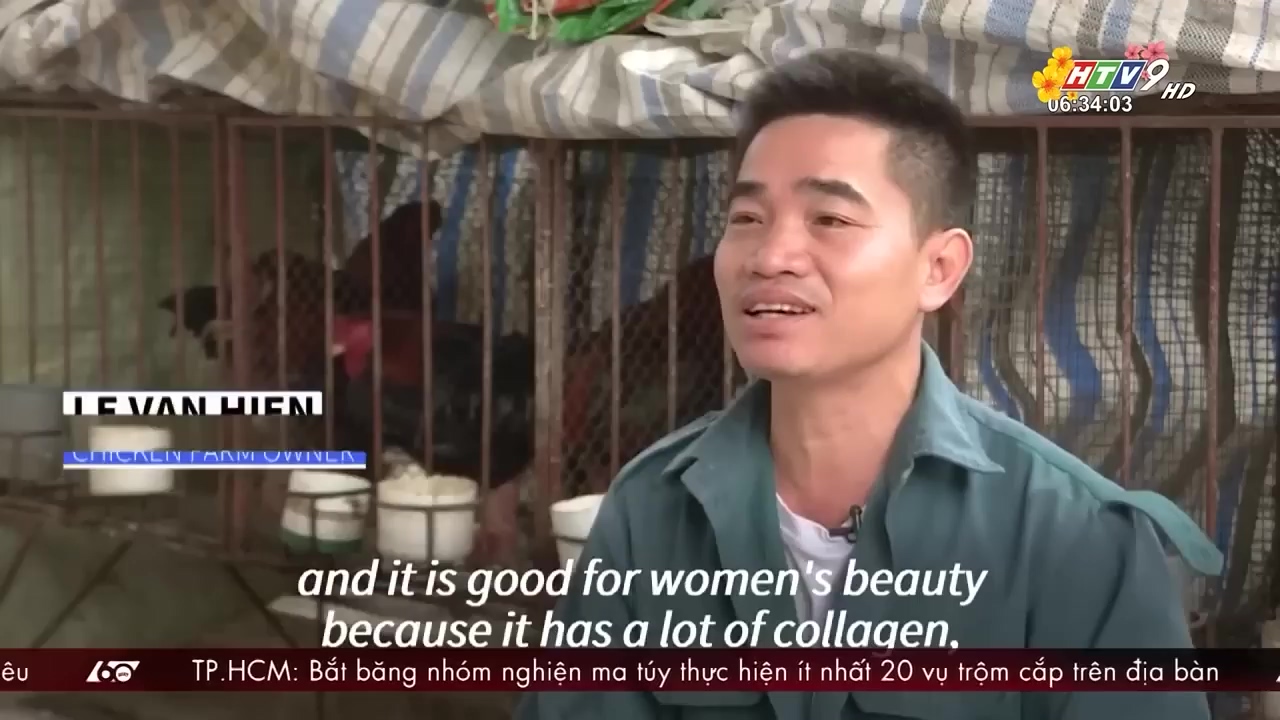 HTV9 HD
06:34:03
LE VAN HIEN
CHICKEN FARM OWNER
and it is good for women's beauty
because it has a lot of collagen,
êu 60 giây TP.HCM: Bắt băng nhóm nghiện ma túy thực hiện ít nhất 20 vụ trộm cắp trên địa bàn